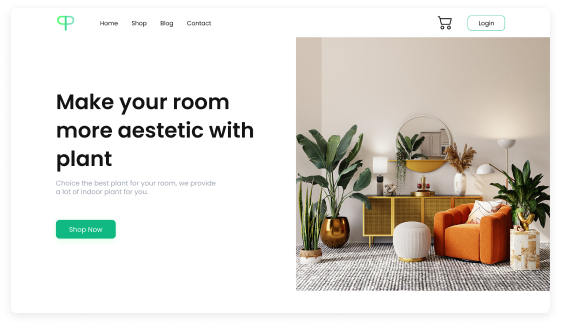 Home Shop Blog Contact
Login
Make your room
more aestetic with
plant
Choice the best plant for your room, we provide
a lot of indoor plant for you.
Shop Now